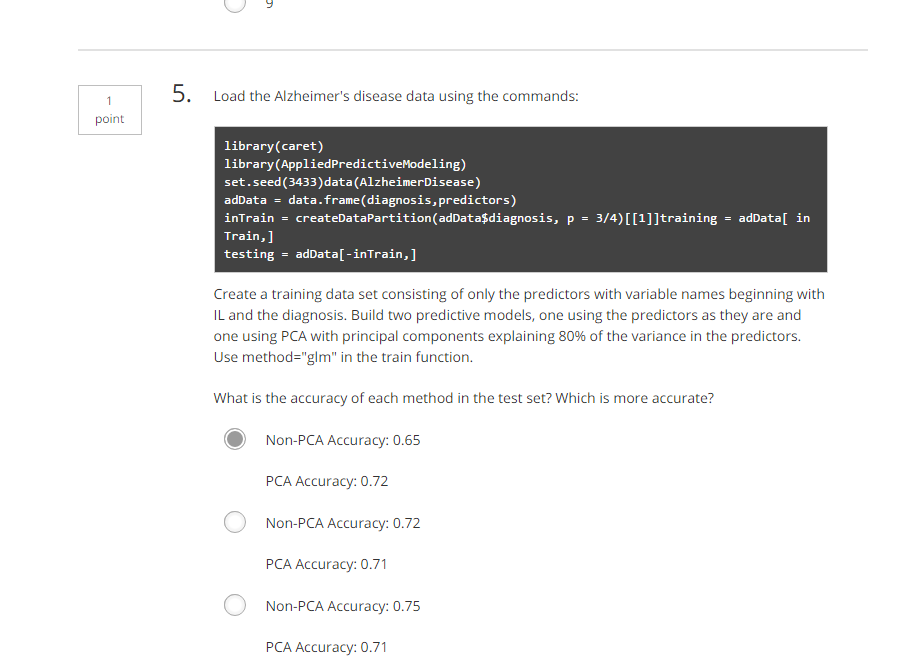 9
1
point
5.
Load the Alzheimer's disease data using the commands:
library(caret)
library(AppliedPredictiveModeling)
set.seed(3433)data(AlzheimerDisease)
adData = data.frame(diagnosis,predictors)
inTrain = createDataPartition(adData$diagnosis, p = 3/4)[[1]]training = adData[ in
Train,]
testing = adData[-inTrain,]
Create a training data set consisting of only the predictors with variable names beginning with
IL and the diagnosis. Build two predictive models, one using the predictors as they are and
one using PCA with principal components explaining 80% of the variance in the predictors.
Use method="glm" in the train function.
What is the accuracy of each method in the test set? Which is more accurate?
Non-PCA Accuracy: 0.65
PCA Accuracy: 0.72
Non-PCA Accuracy: 0.72
PCA Accuracy: 0.71
Non-PCA Accuracy: 0.75
PCA Accuracy: 0.71